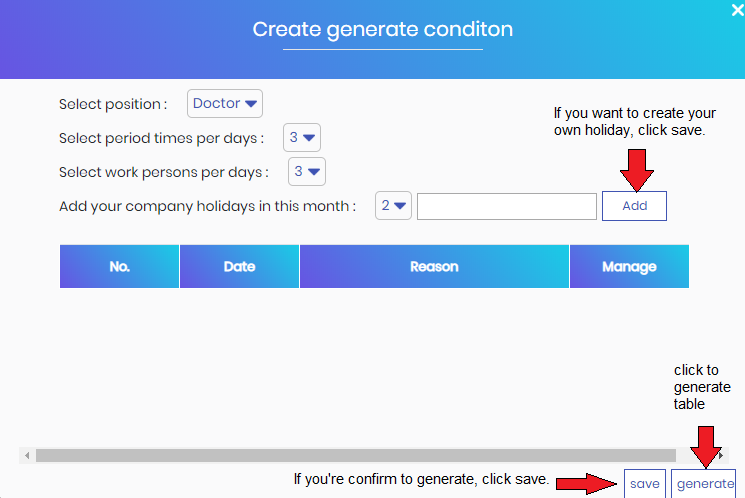 Create generate conditon
Select position : Doctor
If you want to create your
own holiday, click save.
Select period times per days : 3
Select work persons per days : 3
Add your company holidays in this month : 2 Add
No. Date Reason Manage
click to
generate
table
If you're confirm to generate, click save. save generate